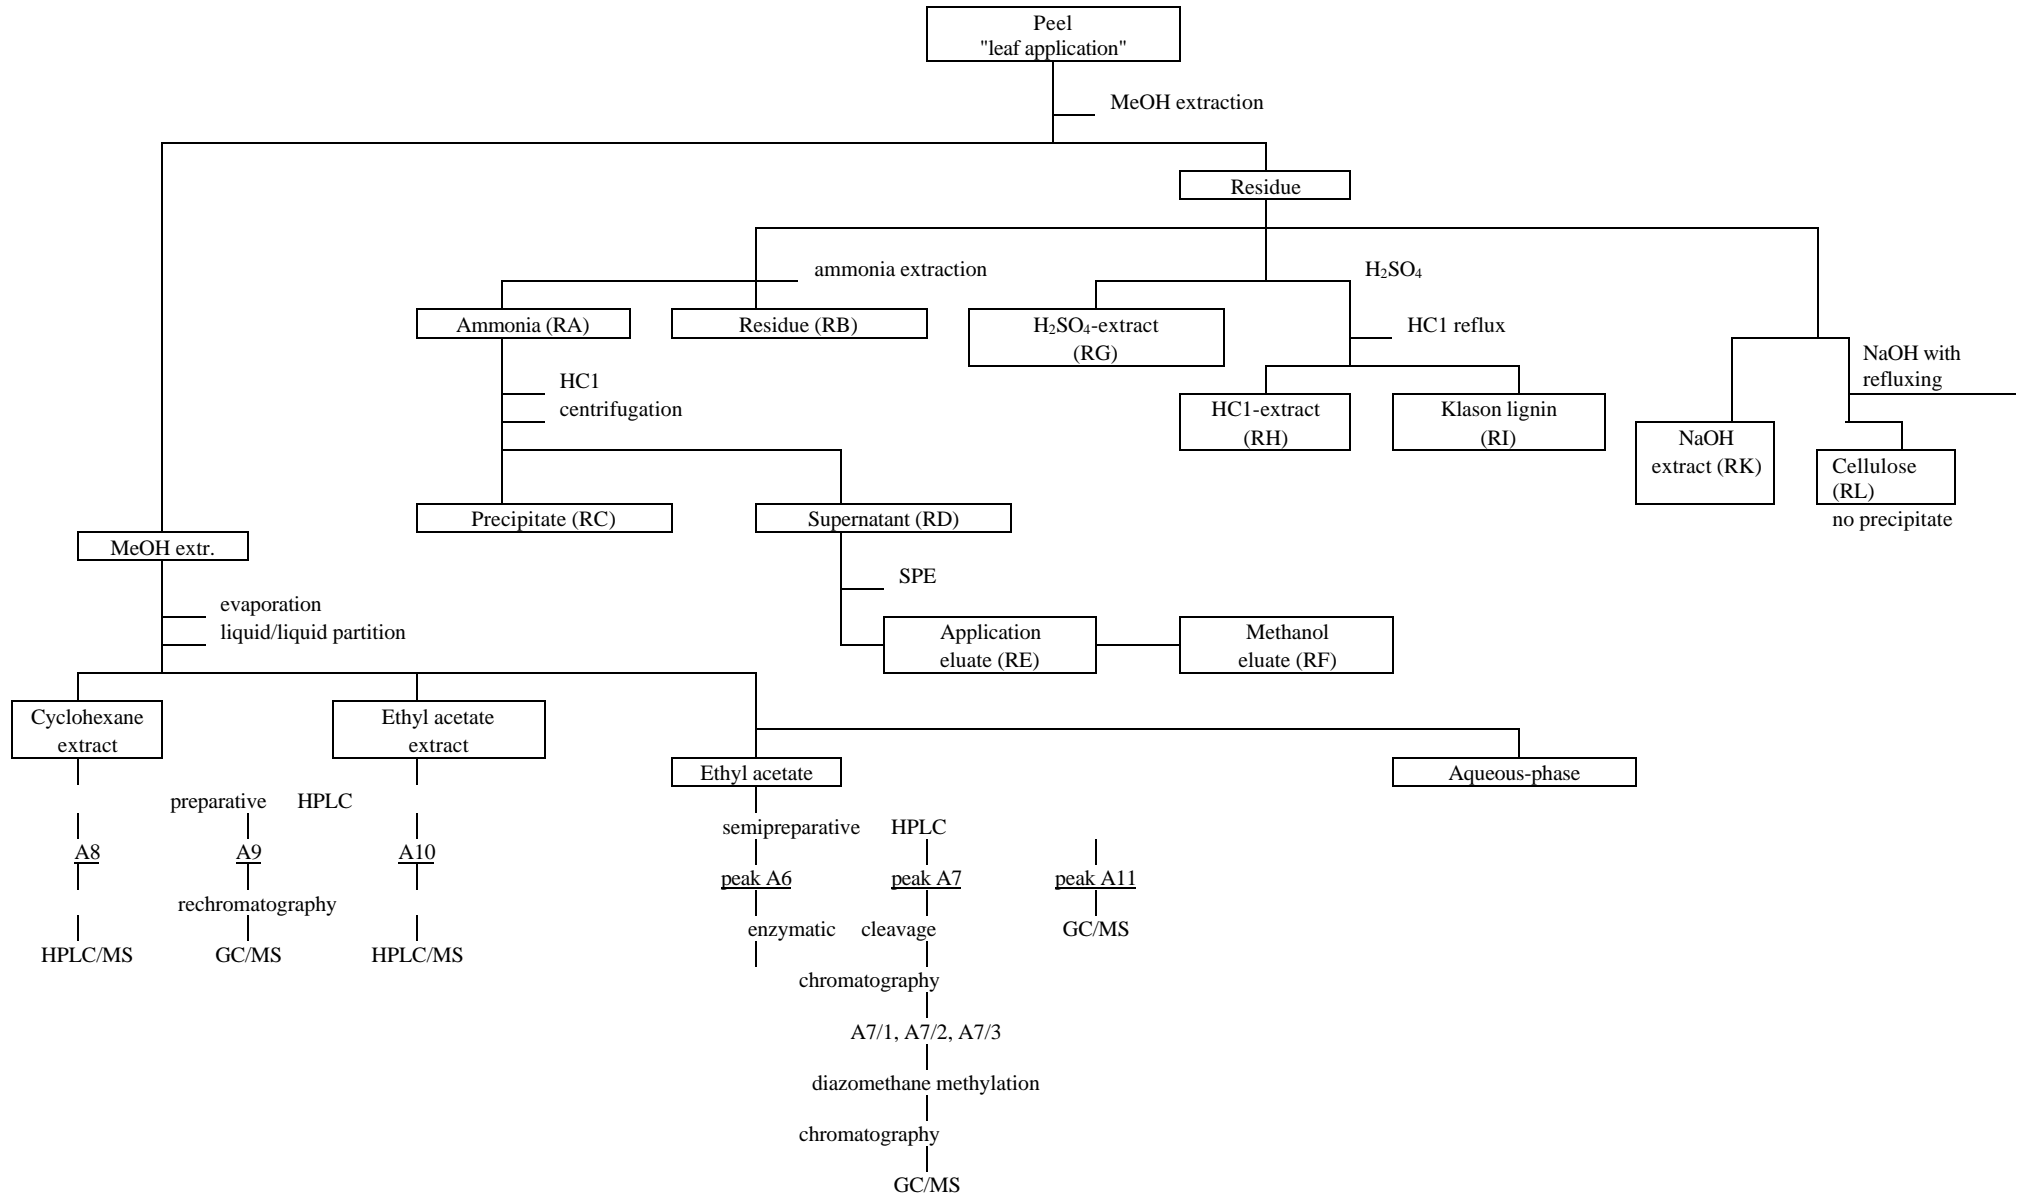 Peel
"leaf application"
MeOH extraction
Residue
ammonia extraction
H₂SO₄
Ammonia (RA)
Residue (RB)
H₂SO₄-extract
(RG)
HC1 reflux
NaOH with
refluxing
HC1
centrifugation
HC1-extract
(RH)
Klason lignin
(RI)
NaOH
extract (RK)
Cellulose
(RL)
no precipitate
Precipitate (RC)
Supernatant (RD)
MeOH extr.
SPE
evaporation
liquid/liquid partition
Application
eluate (RE)
Methanol
eluate (RF)
Cyclohexane
extract
Ethyl acetate
extract
Ethyl acetate
Aqueous-phase
preparative HPLC
semipreparative HPLC
A8 A9 A10
peak A6 peak A7 peak A11
rechromatography
enzymatic cleavage
GC/MS
HPLC/MS GC/MS HPLC/MS
chromatography
A7/1, A7/2, A7/3
diazomethane methylation
chromatography
GC/MS